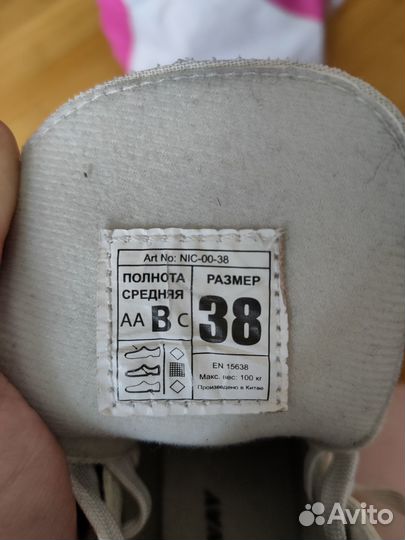 Art No: NIC-00-38
ПОЛНОТА
СРЕДНЯЯ
AA B C
РАЗМЕР
38
EN 15638
Макс. вес: 100 кг
Произведено в Китае
Avito